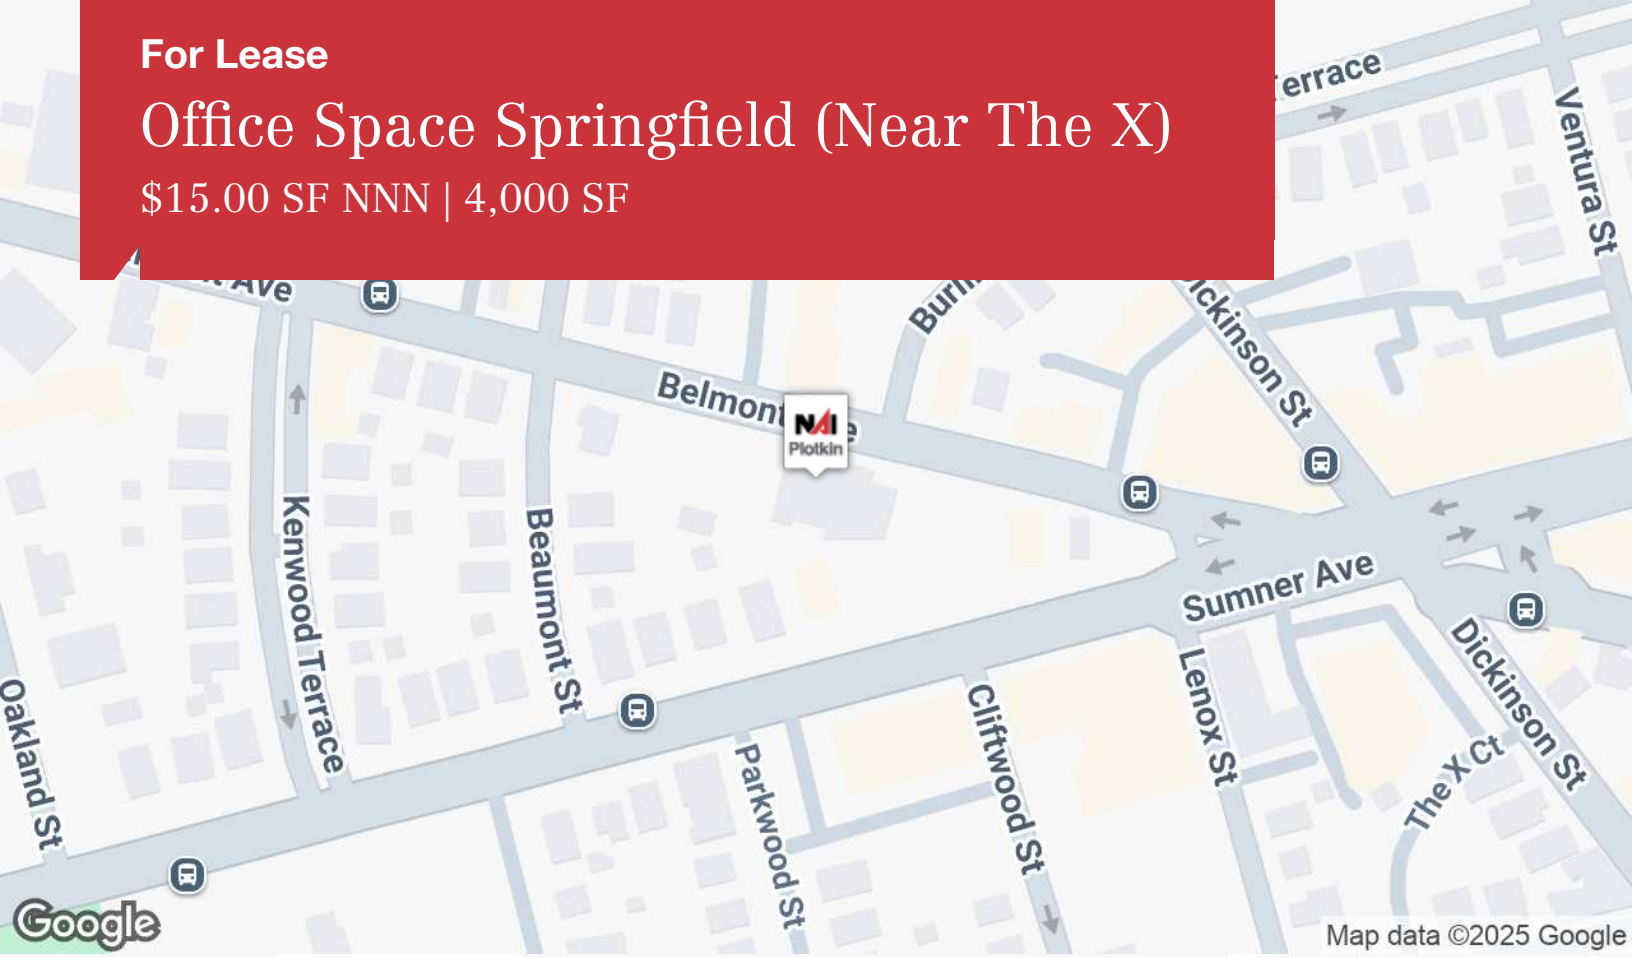 For Lease
Office Space Springfield (Near The X)
$15.00 SF NNN | 4,000 SF
Terrace
Ventura St
Ave
Dickinson St
Belmont
NAI
Plotkin
Kenwood Terrace
Beaumont St
Sumner Ave
Oakland St
Parkwood St
Cliftwood St
Lenox St
Dickinson St
The X Ct
Google
Map data ©2025 Google